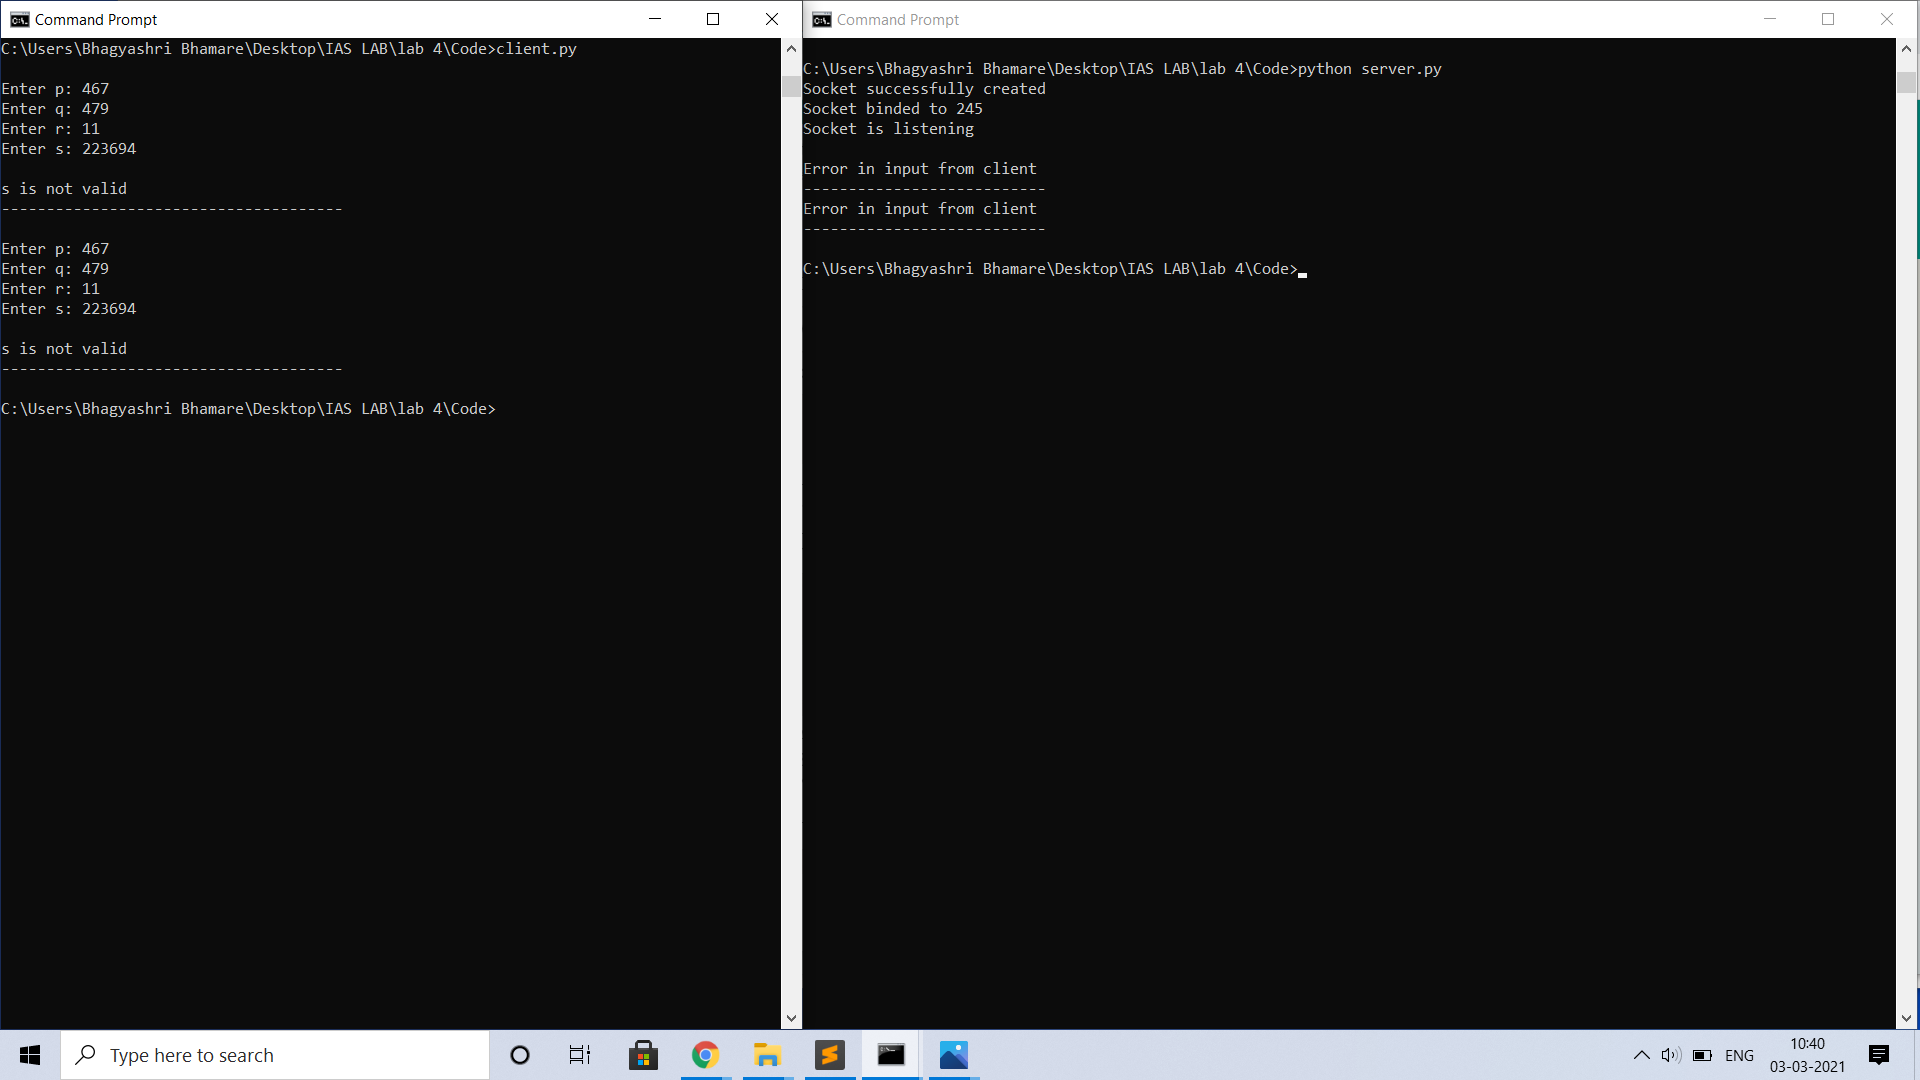 Command Prompt
C:\Users\Bhagyashri Bhamare\Desktop\IAS LAB\lab 4\Code>client.py
Enter p: 467
Enter q: 479
Enter r: 11
Enter s: 223694
s is not valid
--------------------------------------
Enter p: 467
Enter q: 479
Enter r: 11
Enter s: 223694
s is not valid
--------------------------------------
C:\Users\Bhagyashri Bhamare\Desktop\IAS LAB\lab 4\Code>
Command Prompt
C:\Users\Bhagyashri Bhamare\Desktop\IAS LAB\lab 4\Code>python server.py
Socket successfully created
Socket binded to 245
Socket is listening
Error in input from client
---------------------------
Error in input from client
---------------------------
C:\Users\Bhagyashri Bhamare\Desktop\IAS LAB\lab 4\Code>
Type here to search
ENG
10:40
03-03-2021